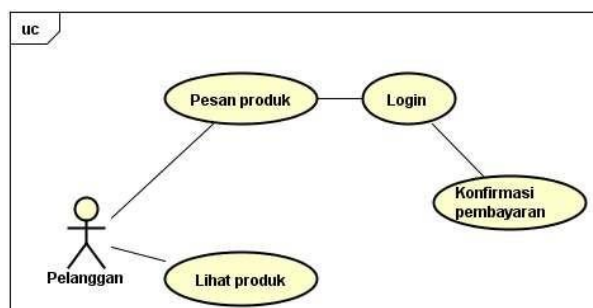 uc
Pesan produk
Login
Konfirmasi
pembayaran
Pelanggan
Lihat produk